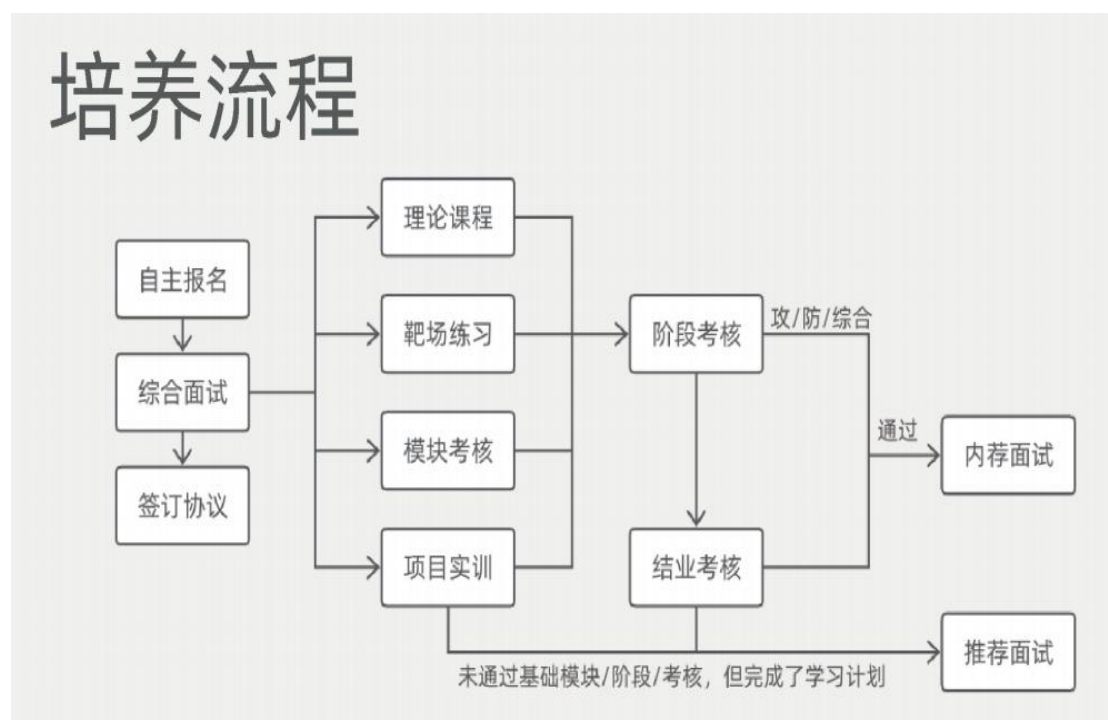 培养流程
自主报名
综合面试
签订协议
理论课程
靶场练习
模块考核
项目实训
阶段考核
攻/防/综合
结业考核
通过
内荐面试
推荐面试
未通过基础模块/阶段/考核，但完成了学习计划